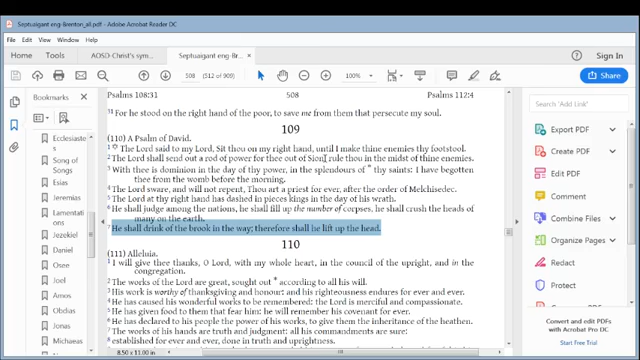 Septuaigant eng-Brenton_all.pdf - Adobe Acrobat Reader DC
File Edit View Window Help
Home Tools AOSD-Christ's sym... Septuaigant eng-Br... × Sign In
508 (512 of 909) 100% Share
Bookmarks ×
Ecclesiaste
s
Song of
Songs
Esias
Jeremias
Lamentati
ons
Jezekiel
Daniel
Osee
Joel
Amos
Obdias
Jonas
Michaeas
Psalms 108:31 508 Psalms 112:4
31 For he stood on the right hand of the poor, to save me from them that persecute my soul.
109
(110) A Psalm of David.
1 ✡ The Lord said to my Lord, Sit thou on my right hand, until I make thine enemies thy footstool.
2 The Lord shall send out a rod of power for thee out of Sion: rule thou in the midst of thine enemies.
3 With thee is dominion in the day of thy power, in the splendours of * thy saints: I have begotten
thee from the womb before the morning.
4 The Lord sware, and will not repent, Thou art a priest for ever, after the order of Melchisedec.
5 The Lord at thy right hand has dashed in pieces kings in the day of his wrath.
6 He shall judge among the nations, he shall fill up the number of corpses, he shall crush the heads of
many on the earth.
7 He shall drink of the brook in the way; therefore shall he lift up the head.
110
(111) Alleluia.
1 I will give thee thanks, O Lord, with my whole heart, in the council of the upright, and in the
congregation.
2 The works of the Lord are great, sought out * according to all his will.
3 His work is worthy of thanksgiving and honour: and his righteousness endures for ever and ever.
4 He has caused his wonderful works to be remembered: the Lord is merciful and compassionate.
5 He has given food to them that fear him: he will remember his covenant for ever.
6 He has declared to his people the power of his works, to give them the inheritance of the heathen.
7 The works of his hands are truth and judgment: all his commandments are sure:
8 established for ever and ever, done in truth and uprightness.
8.50 x 11.00 in
Search 'Add Image'
Export PDF
Create PDF
Edit PDF
Comment
Combine Files
Organize Pages
Redact
Protect
Convert and edit PDFs
with Acrobat Pro DC
Start Free Trial